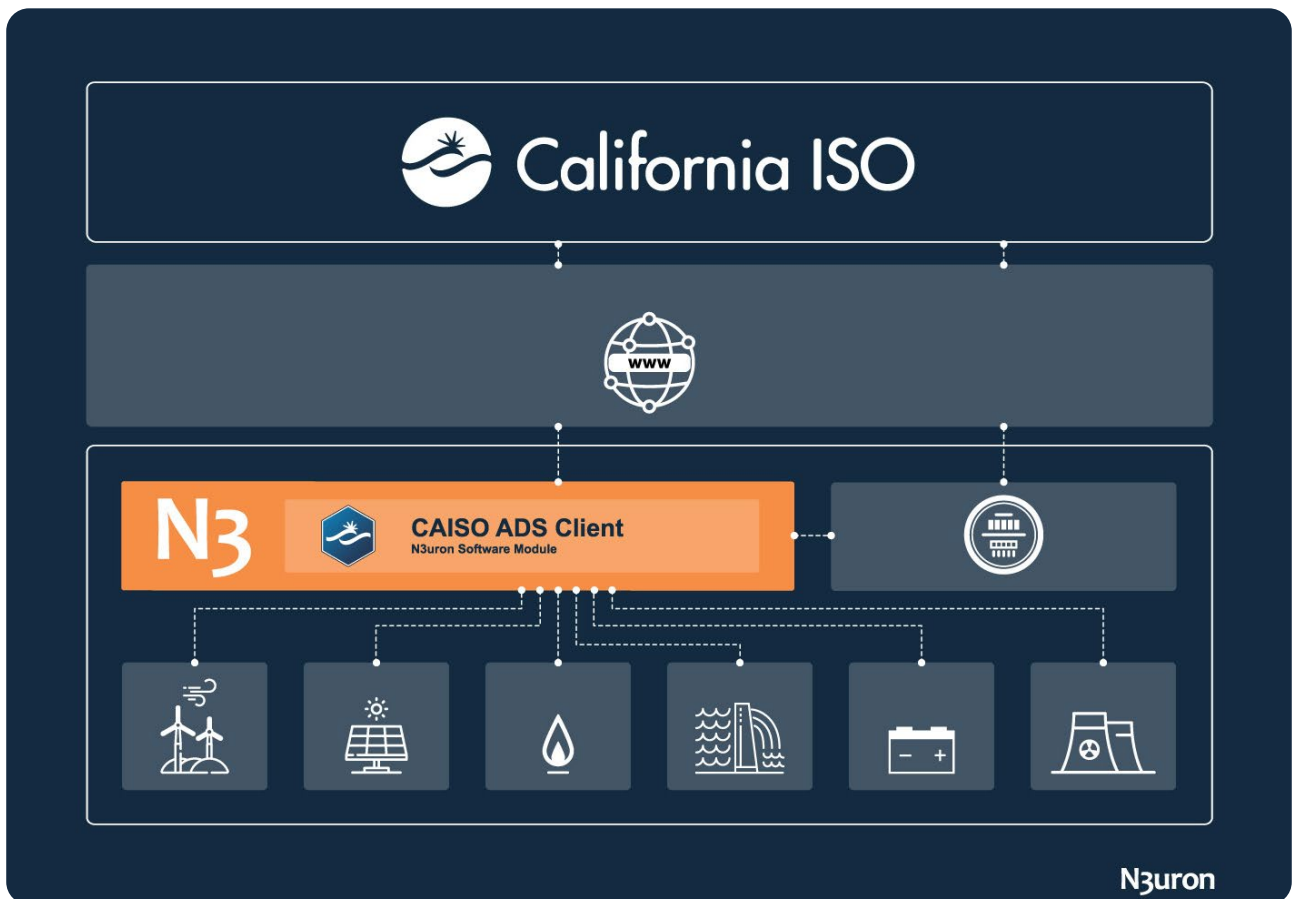 California ISO
www
N3
CAISO ADS Client
N3uron Software Module
N3uron